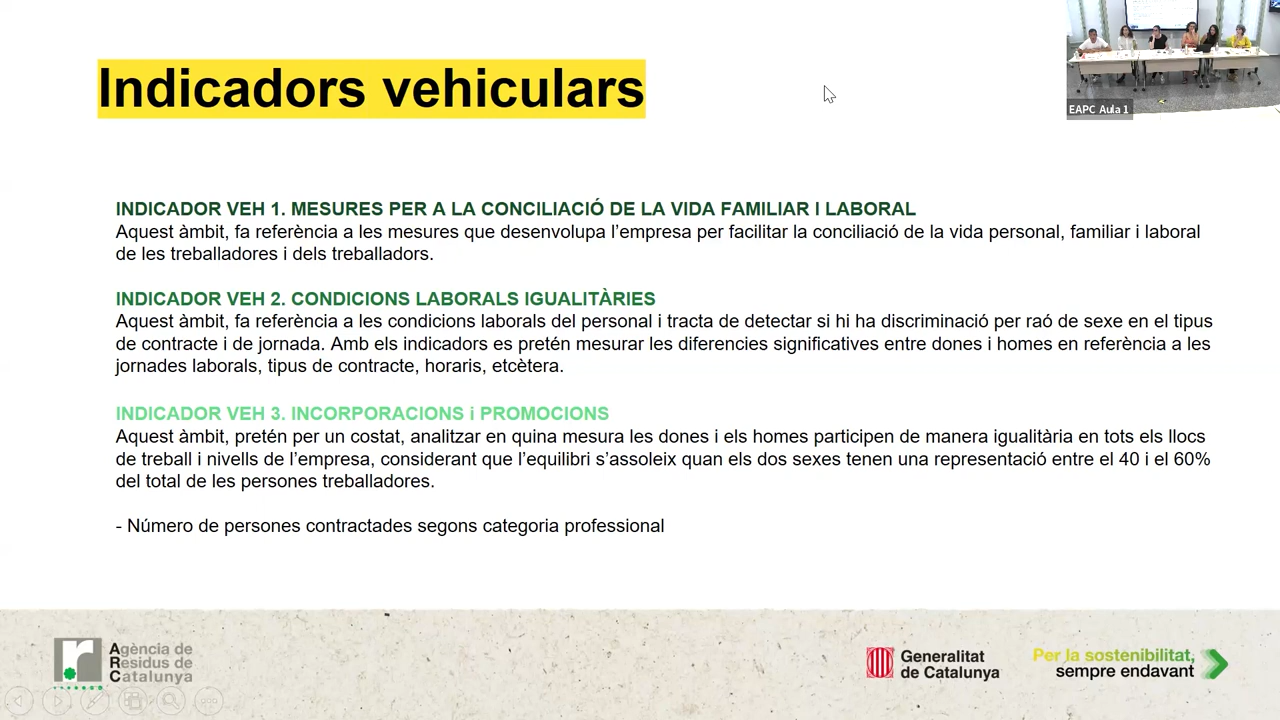 Indicadors vehiculars
EAPC Aula 1
INDICADOR VEH 1. MESURES PER A LA CONCILIACIÓ DE LA VIDA FAMILIAR I LABORAL
Aquest àmbit, fa referència a les mesures que desenvolupa l’empresa per facilitar la conciliació de la vida personal, familiar i laboral
de les treballadores i dels treballadors.
INDICADOR VEH 2. CONDICIONS LABORALS IGUALITÀRIES
Aquest àmbit, fa referència a les condicions laborals del personal i tracta de detectar si hi ha discriminació per raó de sexe en el tipus
de contracte i de jornada. Amb els indicadors es pretén mesurar les diferencies significatives entre dones i homes en referència a les
jornades laborals, tipus de contracte, horaris, etcètera.
INDICADOR VEH 3. INCORPORACIONS i PROMOCIONS
Aquest àmbit, pretén per un costat, analitzar en quina mesura les dones i els homes participen de manera igualitària en tots els llocs
de treball i nivells de l’empresa, considerant que l’equilibri s’assoleix quan els dos sexes tenen una representació entre el 40 i el 60%
del total de les persones treballadores.
- Número de persones contractades segons categoria professional
Agència de
Residus de
Catalunya
Generalitat
de Catalunya
Per la sostenibilitat,
sempre endavant